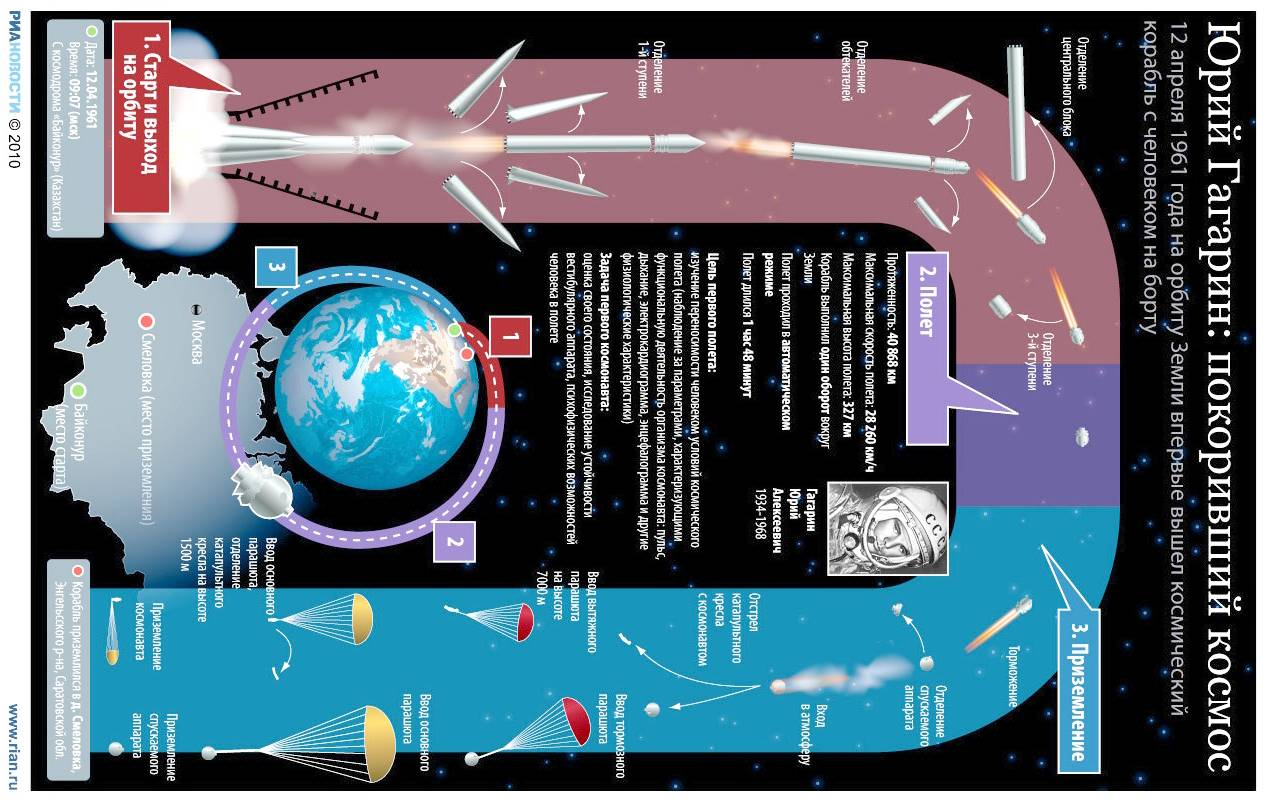 Юрий Гагарин: покоривший космос
12 апреля 1961 года на орбиту Земли впервые вышел космический
корабль с человеком на борту
Отделение
центрального блока
Отделение
обтекателей
Отделение
1-й ступени
Отделение
3-й ступени
1. Старт и выход
на орбиту
Дата: 12.04.1961
Время: 09:07 (мск)
С космодрома «Байконур» (Казахстан)
2. Полет
Протяженность: 40 868 км
Максимальная скорость полета: 28 260 км/ч
Максимальная высота полета: 327 км
Корабль выполнил один оборот вокруг
Земли
Полет проходил в автоматическом
режиме
Полет длился 1 час 48 минут
Гагарин
Юрий
Алексеевич
1934-1968
СССР
Цель первого полета:
изучение переносимости человеком условий космического
полета (наблюдение за параметрами, характеризующими
функциональную деятельность организма космонавта: пульс,
дыхание, электрокардиограмма, энцефалограмма и другие
физиологические характеристики)
Задача первого космонавта:
оценка своего состояния, исследование устойчивости
вестибулярного аппарата, психофизических возможностей
человека в полете
1
2
3
Москва
Смеловка (место приземления)
Байконур
(место старта)
3. Приземление
Торможение
Отделение
спускаемого
аппарата
Вход
в атмосферу
Отстрел
катапультного
кресла
с космонавтом
Ввод тормозного
парашюта
Ввод вытяжного
парашюта
на высоте
7000 м
Ввод основного
парашюта
Ввод основного
парашюта,
отделение
катапультного
кресла на высоте
1500 м
Приземление
космонавта
Приземление
спускаемого
аппарата
Корабль приземлился в д. Смеловка,
Энгельского р-на, Саратовской обл.
РИАНОВОСТИ © 2010
www.rian.ru